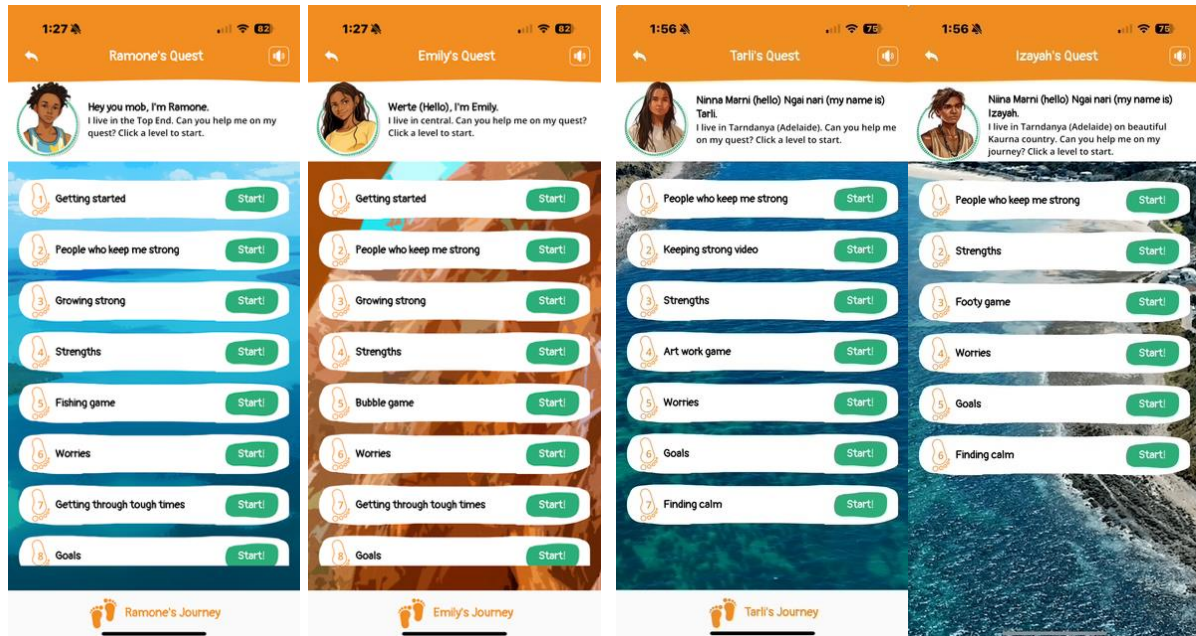 1:27
82
Ramone's Quest
Hey you mob, I'm Ramone.
I live in the Top End. Can you help me on my
quest? Click a level to start.
1 Getting started Start!
2 People who keep me strong Start!
3 Growing strong Start!
4 Strengths Start!
5 Fishing game Start!
6 Worries Start!
7 Getting through tough times Start!
8 Goals Start!
Ramone's Journey
1:27
82
Emily's Quest
Werte (Hello), I'm Emily.
I live in central. Can you help me on my quest?
Click a level to start.
1 Getting started Start!
2 People who keep me strong Start!
3 Growing strong Start!
4 Strengths Start!
5 Bubble game Start!
6 Worries Start!
7 Getting through tough times Start!
8 Goals Start!
Emily's Journey
1:56
75
Tarli's Quest
Ninna Marni (hello) Ngai nari (my name is)
Tarli.
I live in Tarndanya (Adelaide). Can you help me
on my quest? Click a level to start.
1 People who keep me strong Start!
2 Keeping strong video Start!
3 Strengths Start!
4 Art work game Start!
5 Worries Start!
6 Goals Start!
7 Finding calm Start!
Tarli's Journey
1:56
75
Izayah's Quest
Niina Marni (hello) Ngai nari (my name is)
Izayah.
I live in Tarndanya (Adelaide) on beautiful
Kaurna country. Can you help me on my
journey? Click a level to start.
1 People who keep me strong Start!
2 Strengths Start!
3 Footy game Start!
4 Worries Start!
5 Goals Start!
6 Finding calm Start!